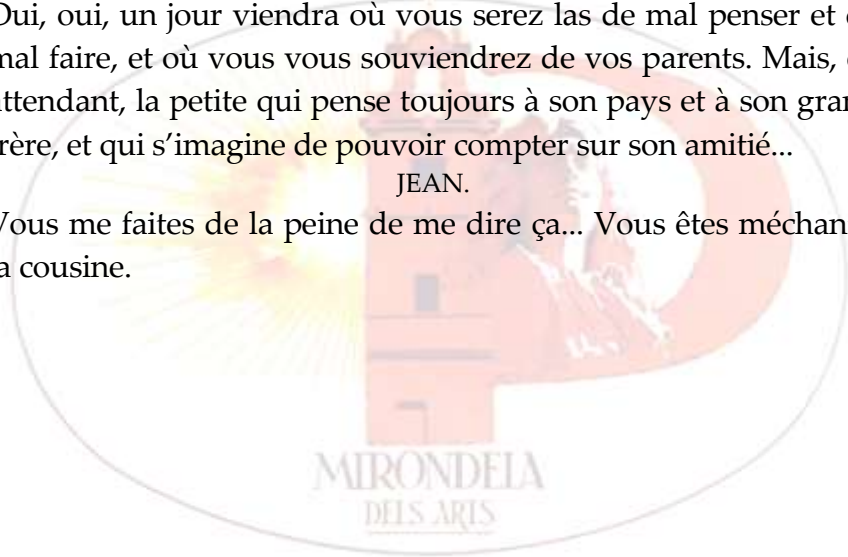 Oui, oui, un jour viendra où vous serez las de mal penser et
mal faire, et où vous vous souviendrez de vos parents. Mais,
attendant, la petite qui pense toujours à son pays et à son
frère, et qui s’imagine de pouvoir compter sur son amitié...
JEAN.
Vous me faites de la peine de me dire ça... Vous êtes
la cousine.
MIRONDELA
DELS ARTS